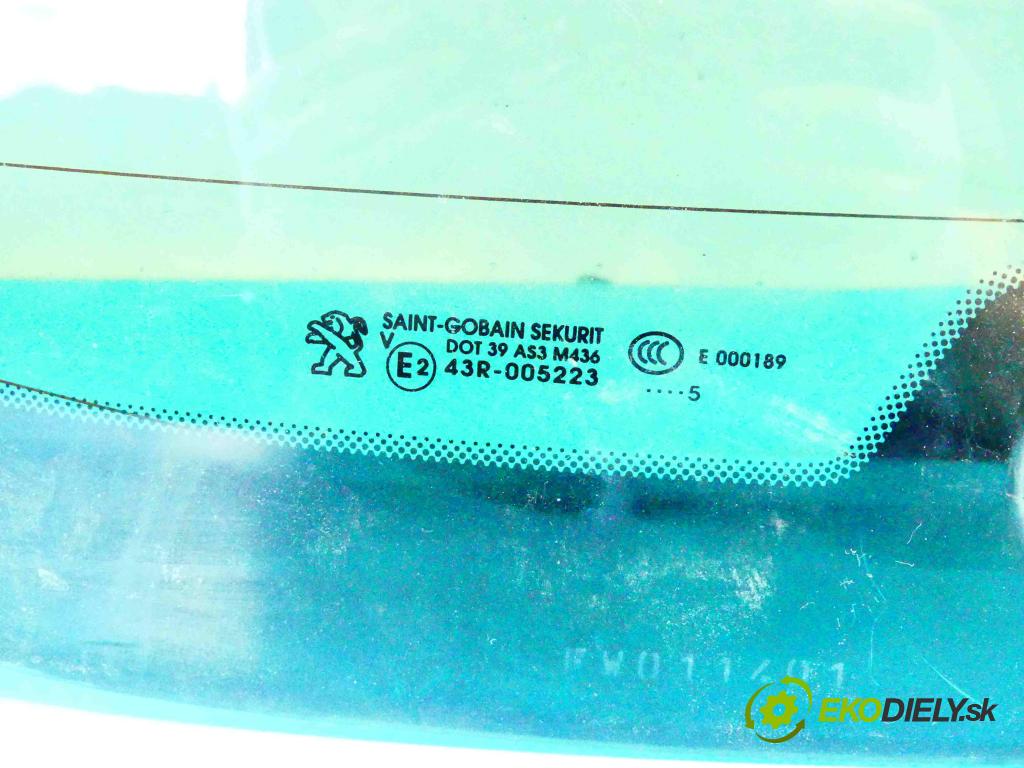 SAINT-GOBAIN SEKURIT
V DOT 39 AS3 M436
E2 43R-005223
CCC E 000189
····5
EKODIELY.sk